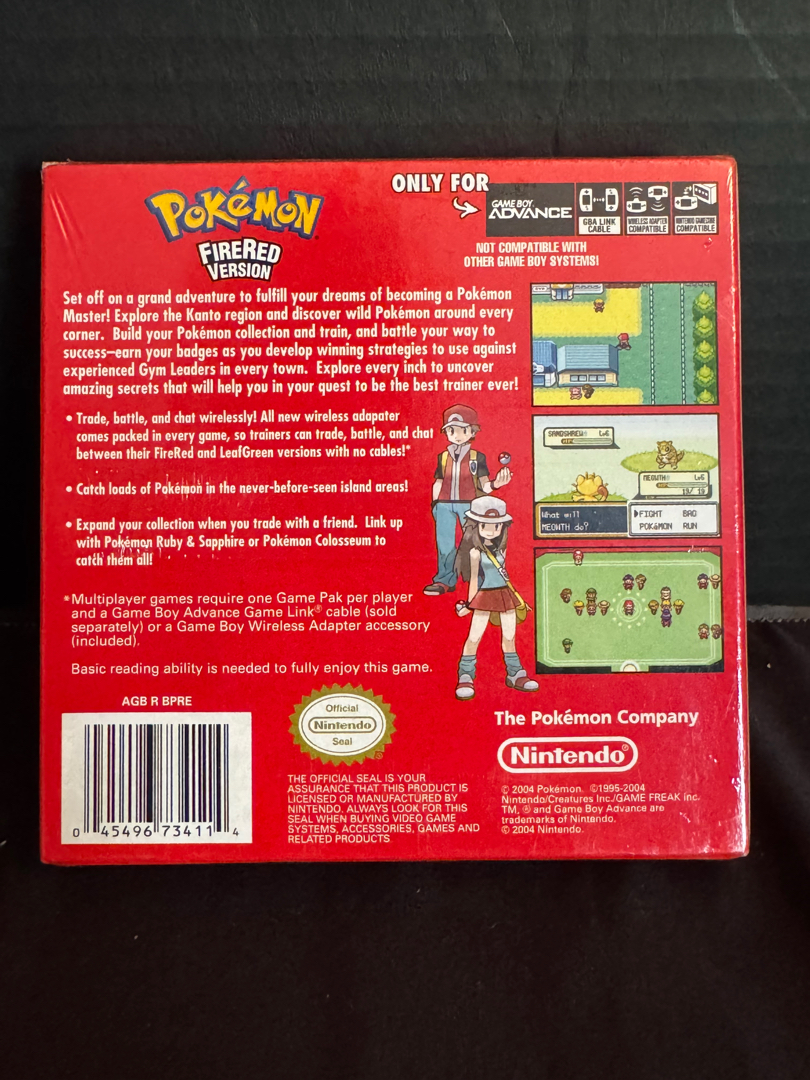 POKéMON
FIRERED
VERSION
ONLY FOR
GAME BOY
ADVANCE
GBA LINK
CABLE
WIRELESS ADAPTER
COMPATIBLE
COMPATIBLE
NOT COMPATIBLE WITH
OTHER GAME BOY SYSTEMS!
Set off on a grand adventure to fulfill your dreams of becoming a Pokémon
Master! Explore the Kanto region and discover wild Pokémon around every
corner. Build your Pokémon collection and train, and battle your way to
success—earn your badges as you develop winning strategies to use against
experienced Gym Leaders in every town. Explore every inch to uncover
amazing secrets that will help you in your quest to be the best trainer ever!
• Trade, battle, and chat wirelessly! All new wireless adapater
comes packed in every game, so trainers can trade, battle, and chat
between their FireRed and LeafGreen versions with no cables!*
• Catch loads of Pokémon in the never-before-seen island areas!
• Expand your collection when you trade with a friend. Link up
with Pokémon Ruby & Sapphire or Pokémon Colosseum to
catch them all!
*Multiplayer games require one Game Pak per player
and a Game Boy Advance Game Link® cable (sold
separately) or a Game Boy Wireless Adapter accessory
(included).
Basic reading ability is needed to fully enjoy this game.
SANDSHREW Lv6
MEOWTH Lv6
19/ 19
What will
MEOWTH do?
▶FIGHT BAG
POKéMON RUN
AGB R BPRE
0 45496 73411 4
Official
Nintendo
Seal
THE OFFICIAL SEAL IS YOUR
ASSURANCE THAT THIS PRODUCT IS
LICENSED OR MANUFACTURED BY
NINTENDO. ALWAYS LOOK FOR THIS
SEAL WHEN BUYING VIDEO GAME
SYSTEMS, ACCESSORIES, GAMES AND
RELATED PRODUCTS
The Pokémon Company
Nintendo®
© 2004 Pokémon. ©1995-2004
Nintendo/Creatures Inc./GAME FREAK inc.
TM, ® and Game Boy Advance are
trademarks of Nintendo.
© 2004 Nintendo.